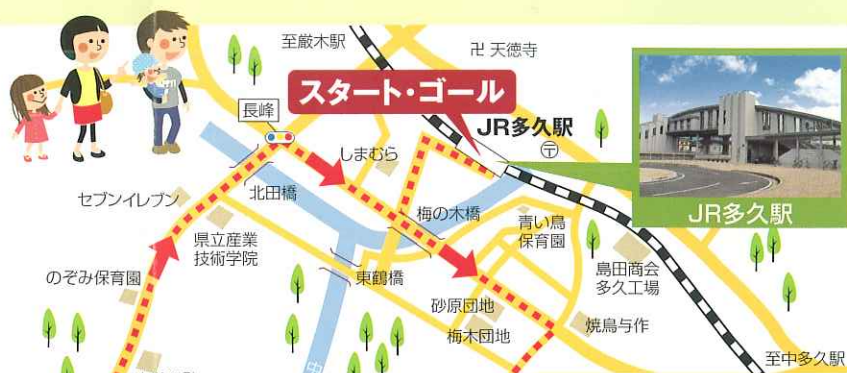 至厳木駅
卍 天徳寺
スタート・ゴール
長峰
JR多久駅
〒
しまむら
JR多久駅
セブンイレブン
北田橋
梅の木橋
県立産業
技術学院
青い鳥
保育園
のぞみ保育園
東鶴橋
島田商会
多久工場
砂原団地
焼鳥与作
梅木団地
至中多久駅
中